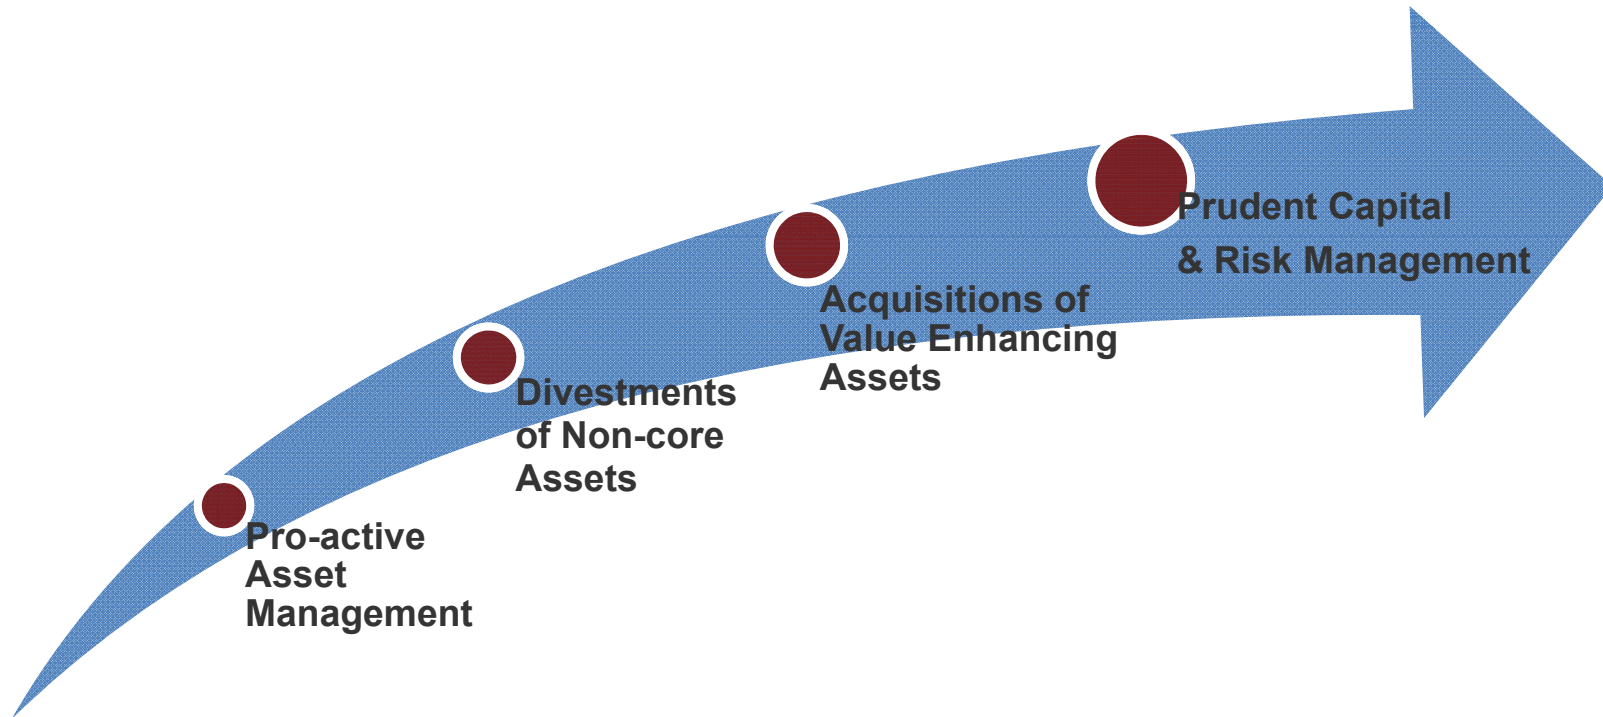 Pro-active
Asset
Management
Divestments
of Non-core
Assets
Acquisitions of
Value Enhancing
Assets
Prudent Capital
& Risk Management